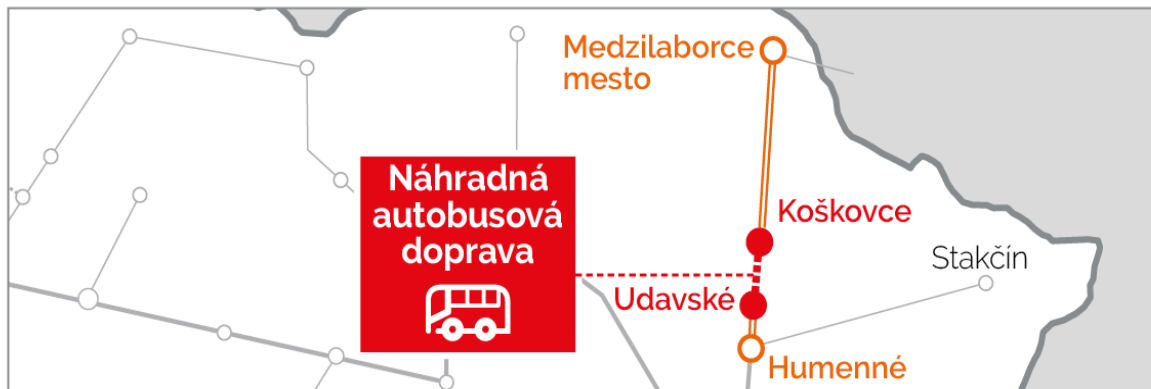 Medzilaborce
mesto
Náhradná
autobusová
doprava
Koškovce
Stakčín
Udavské
Humenné